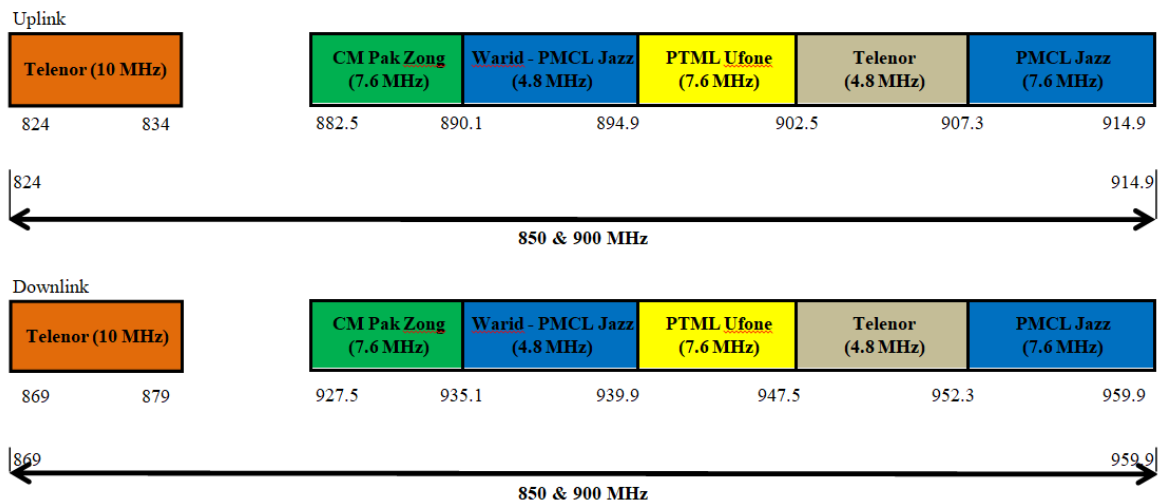 Uplink
Telenor (10 MHz)
CM Pak Zong
(7.6 MHz)
Warid - PMCL Jazz
(4.8 MHz)
PTML Ufone
(7.6 MHz)
Telenor
(4.8 MHz)
PMCL Jazz
(7.6 MHz)
824 834 882.5 890.1 894.9 902.5 907.3 914.9
824 914.9
850 & 900 MHz
Downlink
Telenor (10 MHz)
CM Pak Zong
(7.6 MHz)
Warid - PMCL Jazz
(4.8 MHz)
PTML Ufone
(7.6 MHz)
Telenor
(4.8 MHz)
PMCL Jazz
(7.6 MHz)
869 879 927.5 935.1 939.9 947.5 952.3 959.9
869 959.9
850 & 900 MHz